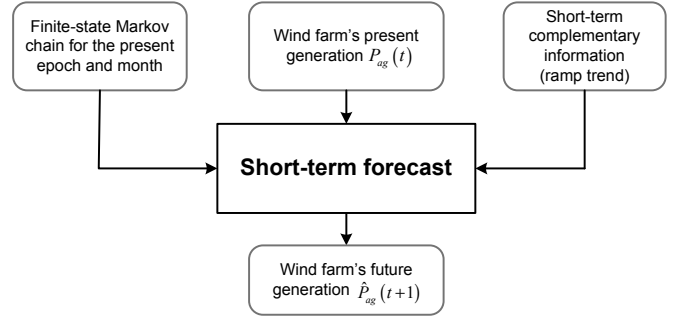 Finite-state Markov
chain for the present
epoch and month
Wind farm's present
generation P_ag(t)
Short-term
complementary
information
(ramp trend)
Short-term forecast
Wind farm's future
generation P̂_ag(t+1)